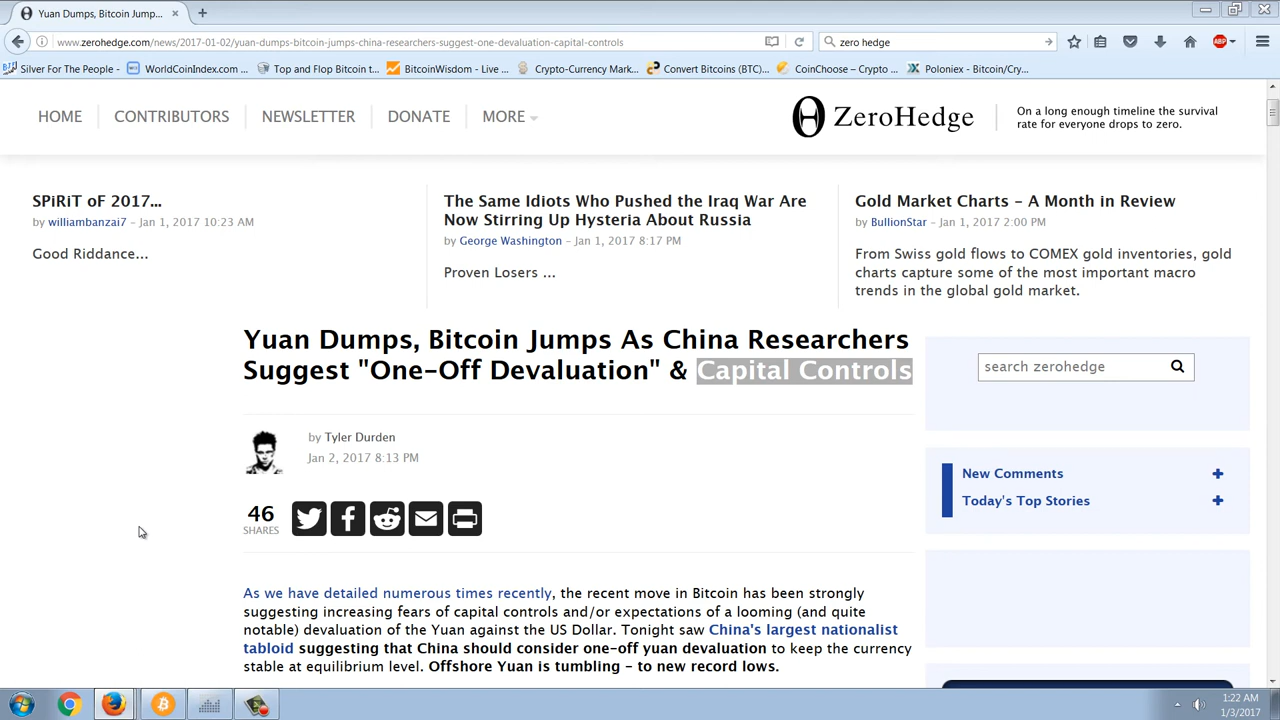 Yuan Dumps, Bitcoin Jump...
www.zerohedge.com/news/2017-01-02/yuan-dumps-bitcoin-jumps-china-researchers-suggest-one-devaluation-capital-controls
zero hedge
ABP
Silver For The People -
WorldCoinIndex.com ...
Top and Flop Bitcoin t...
BitcoinWisdom - Live ...
Crypto-Currency Mark...
Convert Bitcoins (BTC)...
CoinChoose – Crypto ...
Poloniex - Bitcoin/Cry...
HOME
CONTRIBUTORS
NEWSLETTER
DONATE
MORE
ZeroHedge
On a long enough timeline the survival
rate for everyone drops to zero.
SPiRiT oF 2017...
by williambanzai7 - Jan 1, 2017 10:23 AM
Good Riddance...
The Same Idiots Who Pushed the Iraq War Are
Now Stirring Up Hysteria About Russia
by George Washington - Jan 1, 2017 8:17 PM
Proven Losers ...
Gold Market Charts – A Month in Review
by BullionStar - Jan 1, 2017 2:00 PM
From Swiss gold flows to COMEX gold inventories, gold
charts capture some of the most important macro
trends in the global gold market.
Yuan Dumps, Bitcoin Jumps As China Researchers
Suggest "One-Off Devaluation" & Capital Controls
by Tyler Durden
Jan 2, 2017 8:13 PM
46
SHARES
search zerohedge
New Comments
Today's Top Stories
As we have detailed numerous times recently, the recent move in Bitcoin has been strongly
suggesting increasing fears of capital controls and/or expectations of a looming (and quite
notable) devaluation of the Yuan against the US Dollar. Tonight saw China's largest nationalist
tabloid suggesting that China should consider one-off yuan devaluation to keep the currency
stable at equilibrium level. Offshore Yuan is tumbling - to new record lows.
1:22 AM
1/3/2017